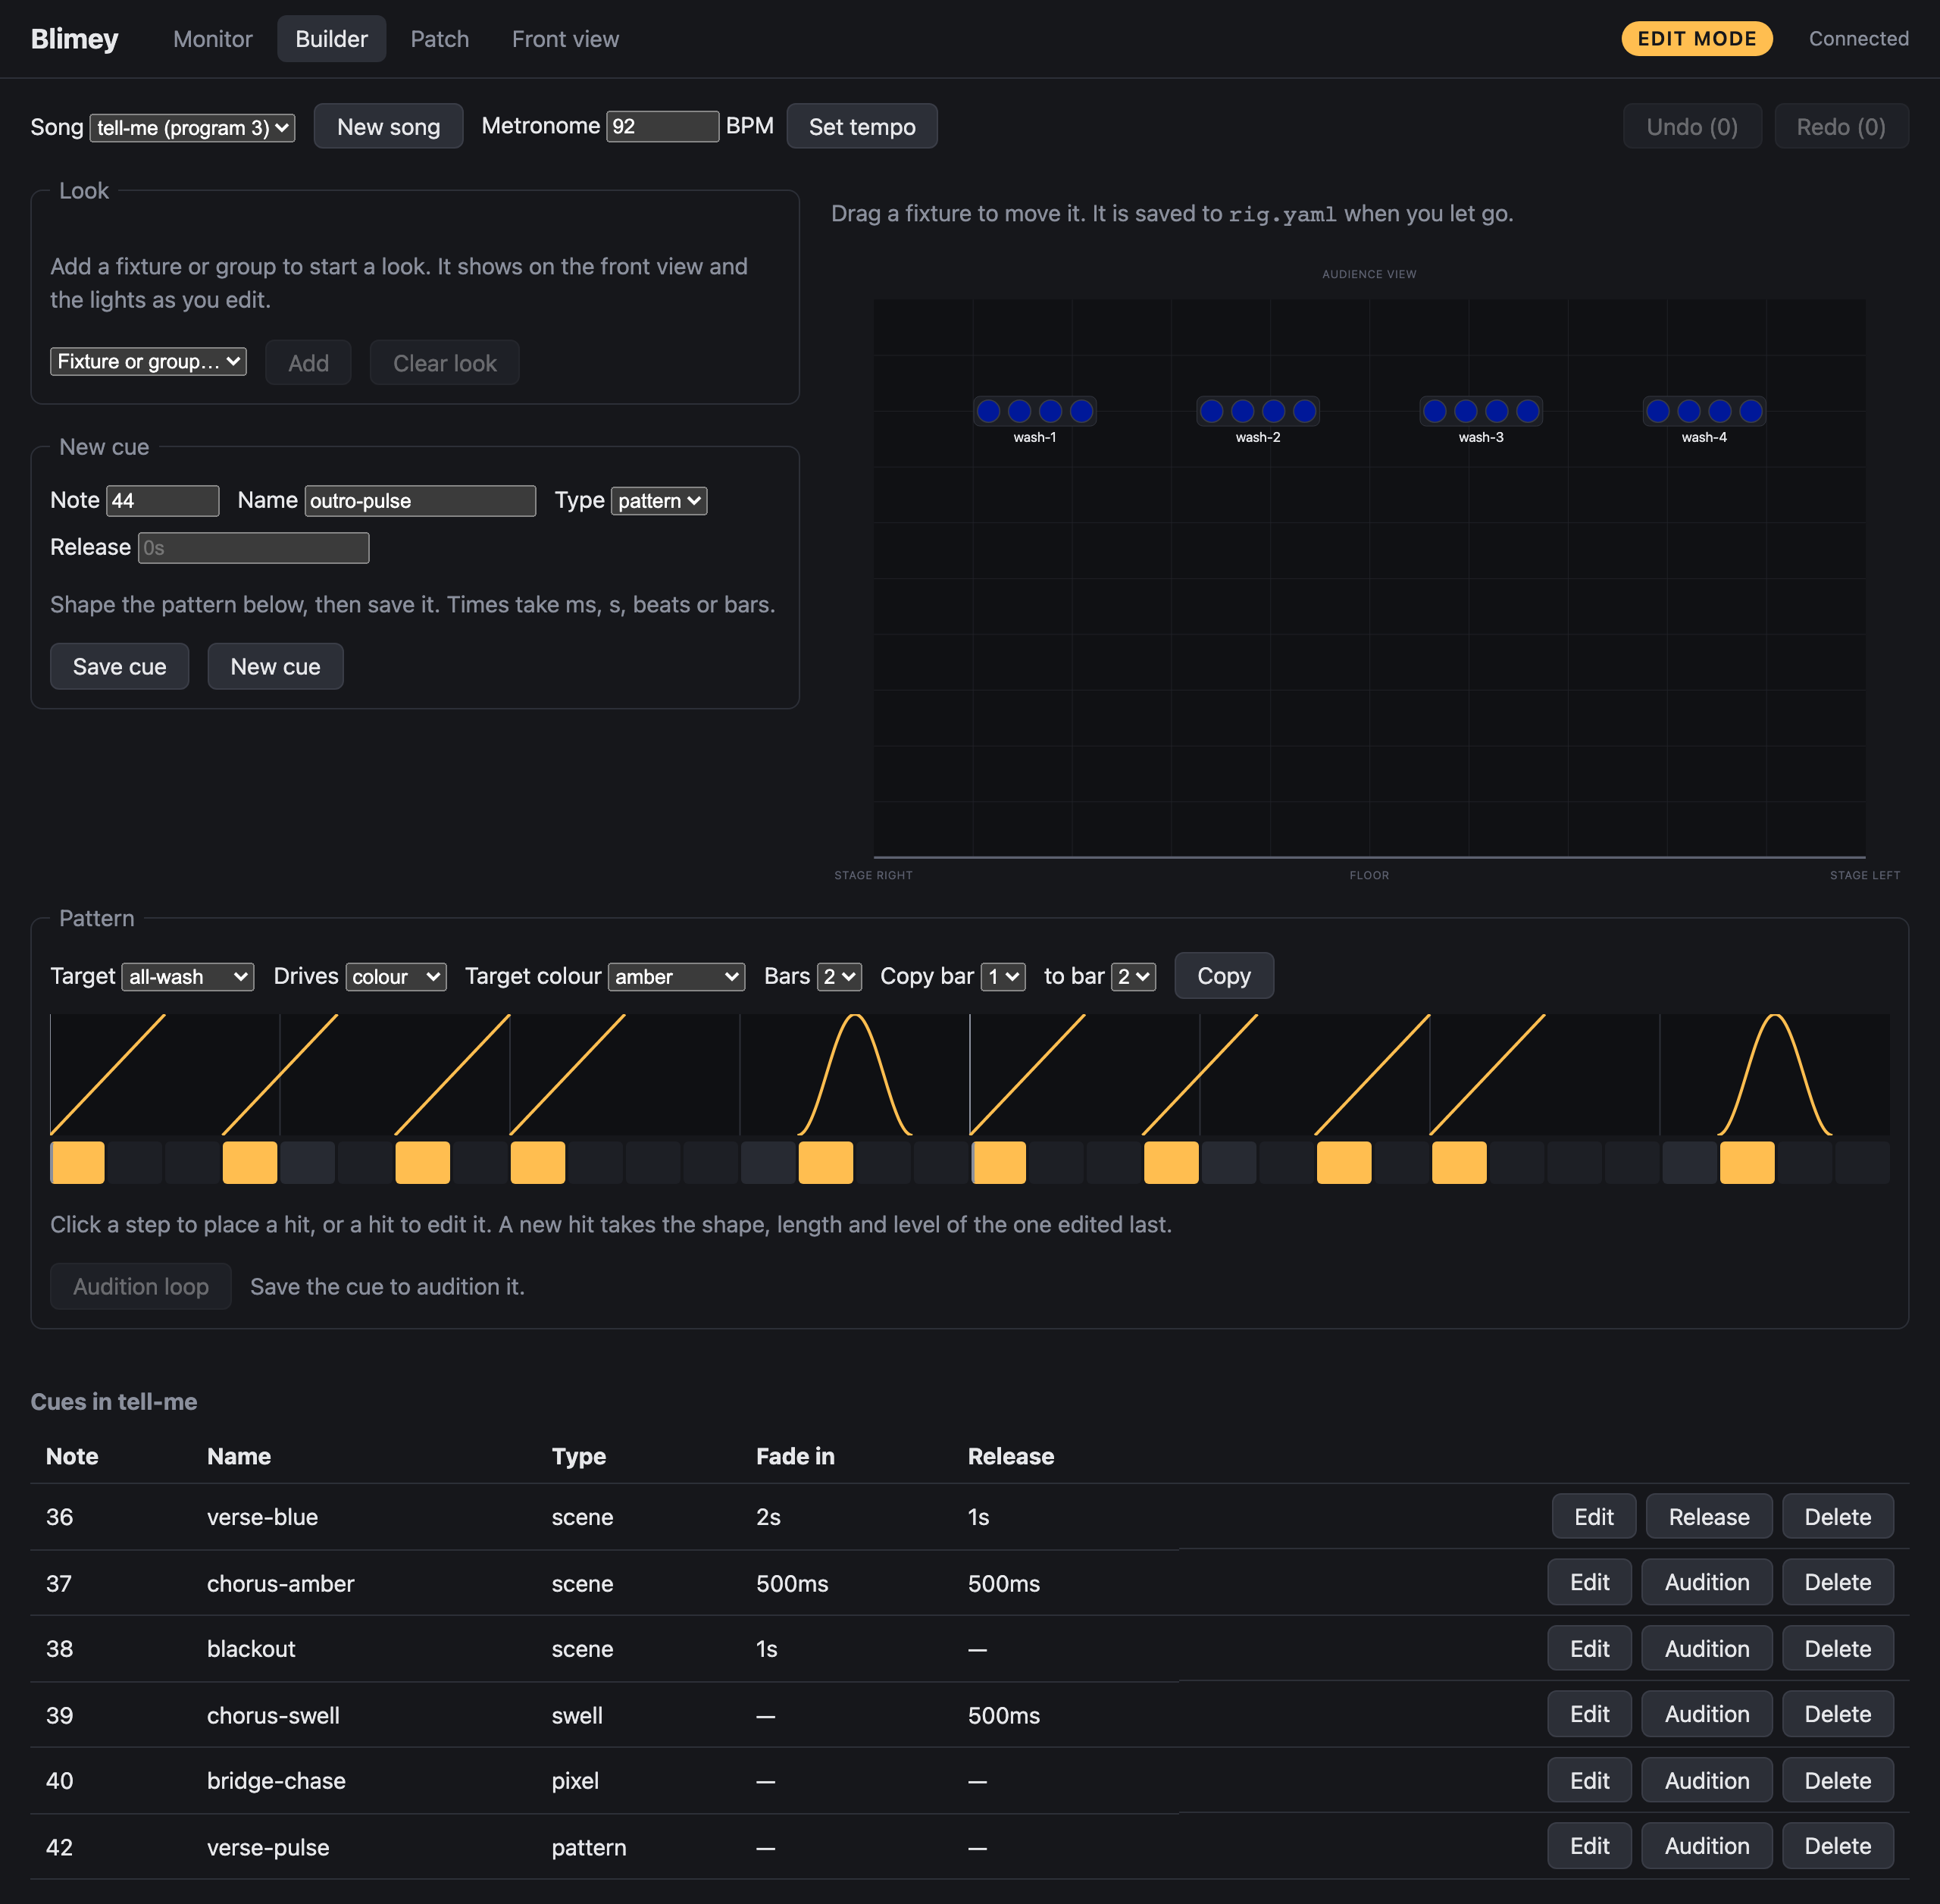 Blimey Monitor Builder Patch Front view EDIT MODE Connected
Song tell-me (program 3) New song Metronome 92 BPM Set tempo Undo (0) Redo (0)
Look
Add a fixture or group to start a look. It shows on the front view and
the lights as you edit.
Fixture or group... Add Clear look
New cue
Note 44 Name outro-pulse Type pattern
Release 0s
Shape the pattern below, then save it. Times take ms, s, beats or bars.
Save cue New cue
Drag a fixture to move it. It is saved to rig.yaml when you let go.
AUDIENCE VIEW
wash-1 wash-2 wash-3 wash-4
STAGE RIGHT FLOOR STAGE LEFT
Pattern
Target all-wash Drives colour Target colour amber Bars 2 Copy bar 1 to bar 2 Copy
Click a step to place a hit, or a hit to edit it. A new hit takes the shape, length and level of the one edited last.
Audition loop Save the cue to audition it.
Cues in tell-me
Note Name Type Fade in Release
36 verse-blue scene 2s 1s Edit Release Delete
37 chorus-amber scene 500ms 500ms Edit Audition Delete
38 blackout scene 1s — Edit Audition Delete
39 chorus-swell swell — 500ms Edit Audition Delete
40 bridge-chase pixel — — Edit Audition Delete
42 verse-pulse pattern — — Edit Audition Delete